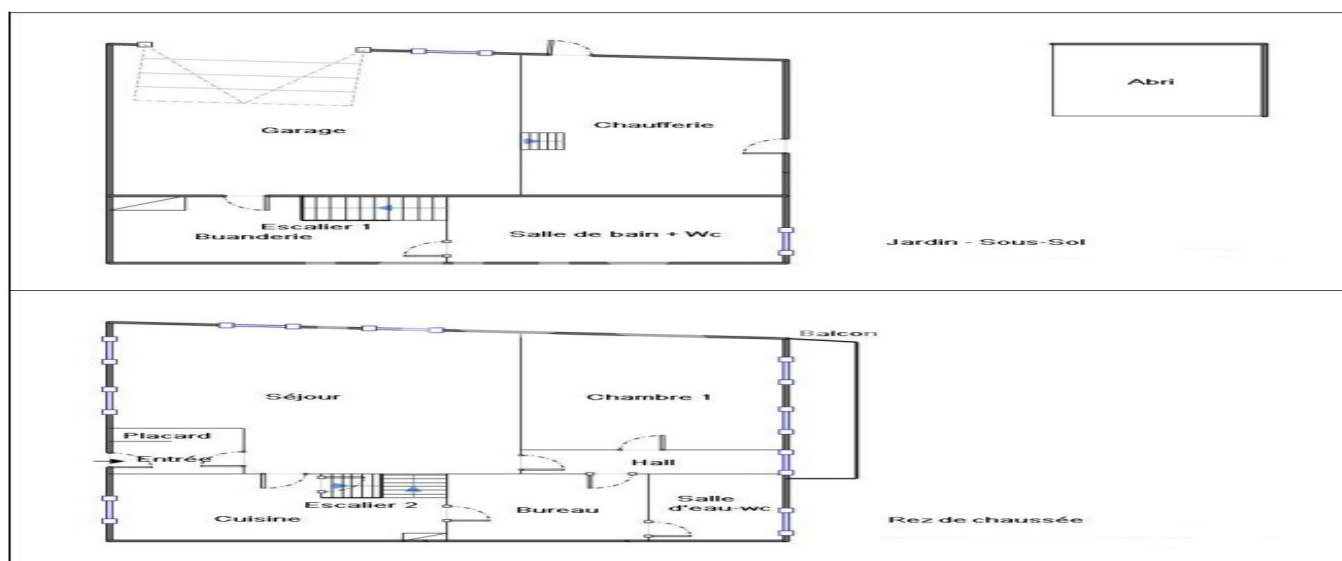 Abri
Garage
Chaufferie
Escalier 1
Buanderie
Salle de bain + Wc
Jardin - Sous-Sol
Balcon
Séjour
Chambre 1
Placard
Entrée
Hall
Escalier 2
Cuisine
Bureau
Salle
d'eau-wc
Rez de chaussée